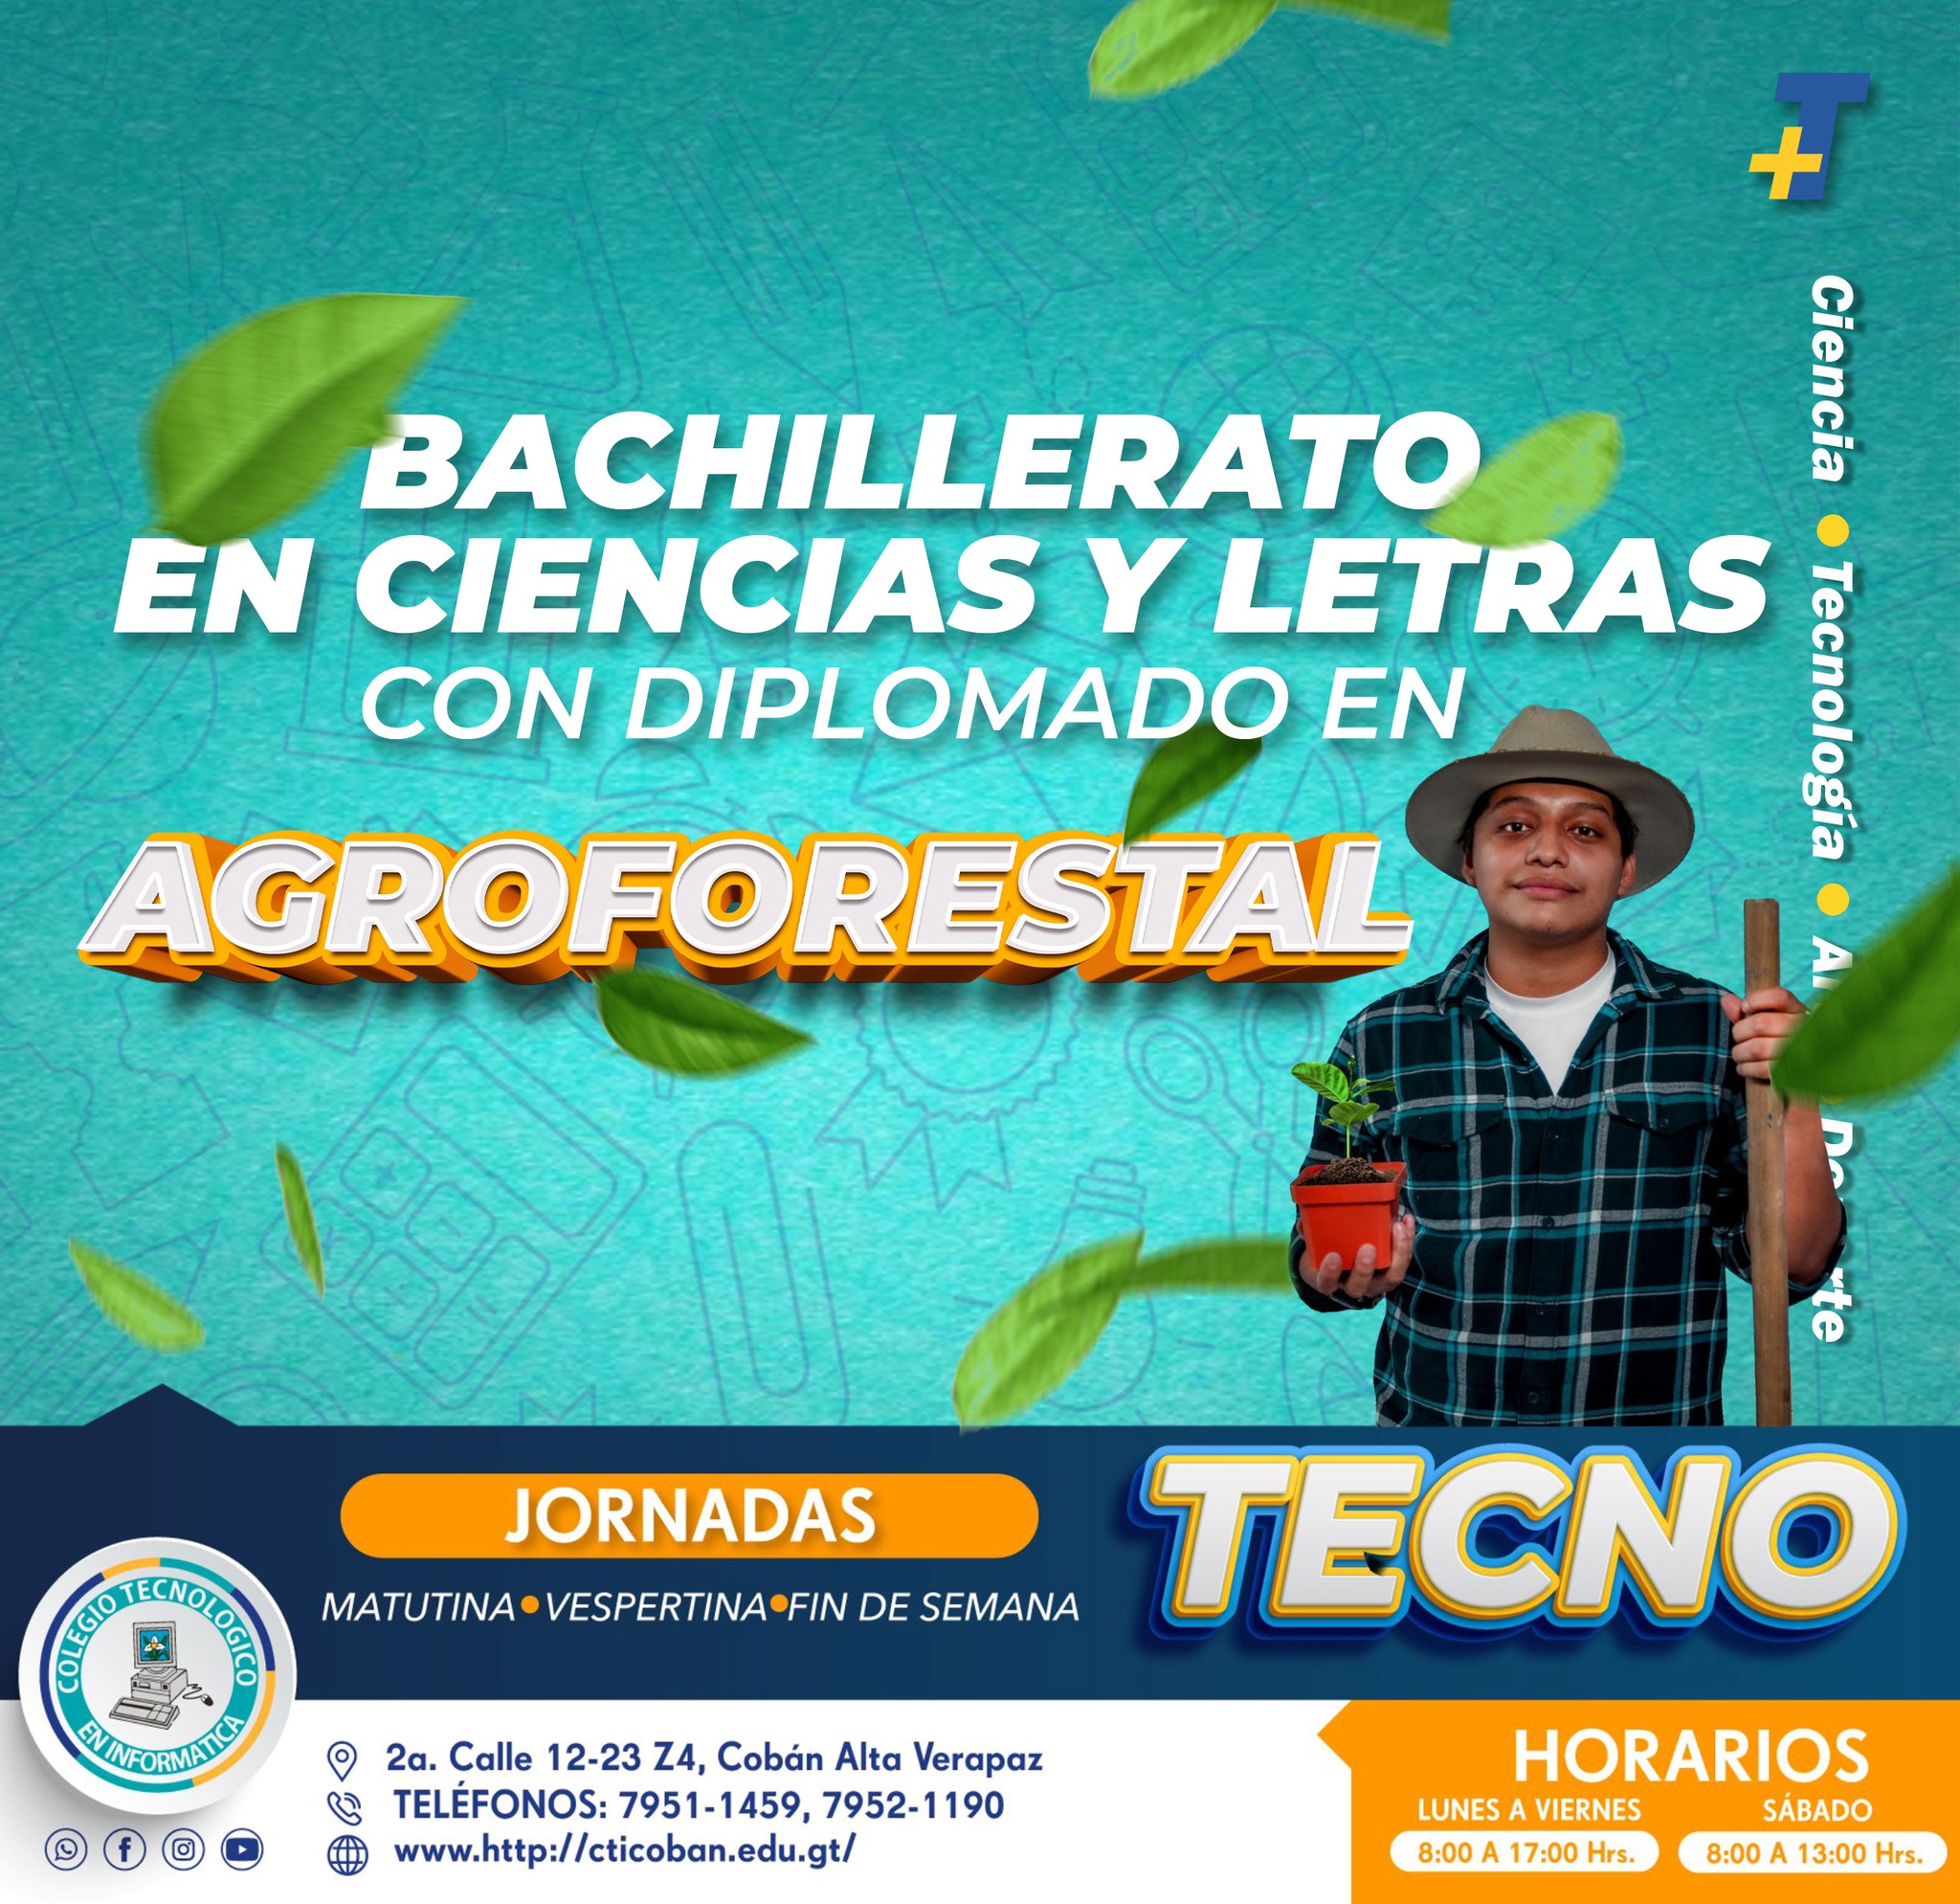 T+
BACHILLERATO
EN CIENCIAS Y LETRAS
CON DIPLOMADO EN
AGROFORESTAL
Ciencia • Tecnología •
JORNADAS
MATUTINA•VESPERTINA•FIN DE SEMANA
TECNO
COLEGIO TECNOLOGICO
EN INFORMATICA
2a. Calle 12-23 Z4, Cobán Alta Verapaz
TELÉFONOS: 7951-1459, 7952-1190
www.http://cticoban.edu.gt/
HORARIOS
LUNES A VIERNES
8:00 A 17:00 Hrs.
SÁBADO
8:00 A 13:00 Hrs.